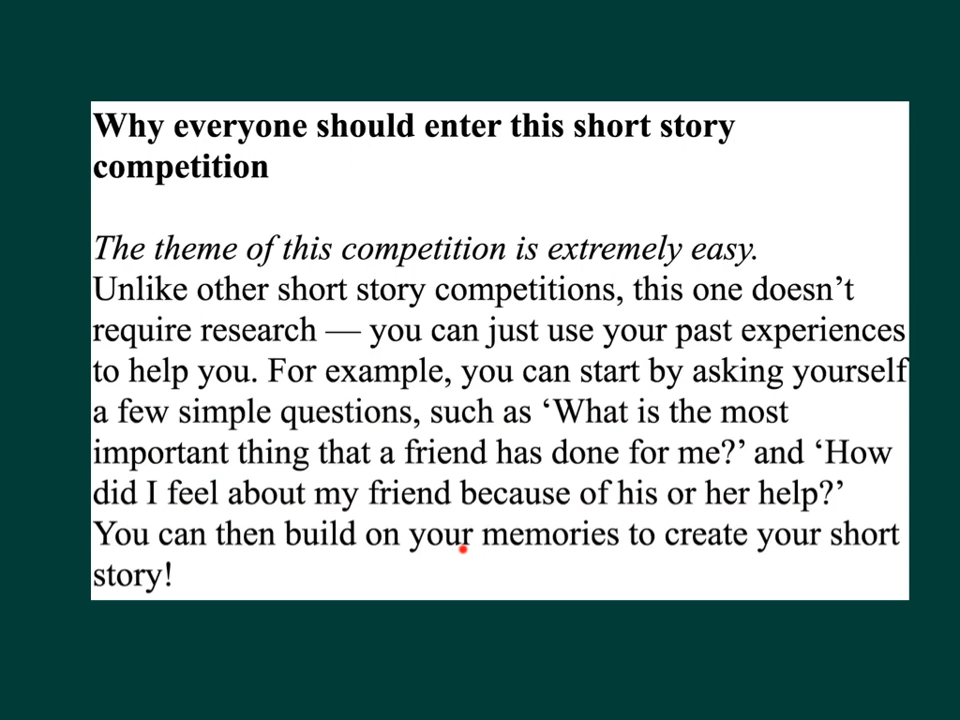 Why everyone should enter this short story
competition
The theme of this competition is extremely easy.
Unlike other short story competitions, this one doesn’t
require research — you can just use your past experiences
to help you. For example, you can start by asking yourself
a few simple questions, such as ‘What is the most
important thing that a friend has done for me?’ and ‘How
did I feel about my friend because of his or her help?’
You can then build on your memories to create your short
story!